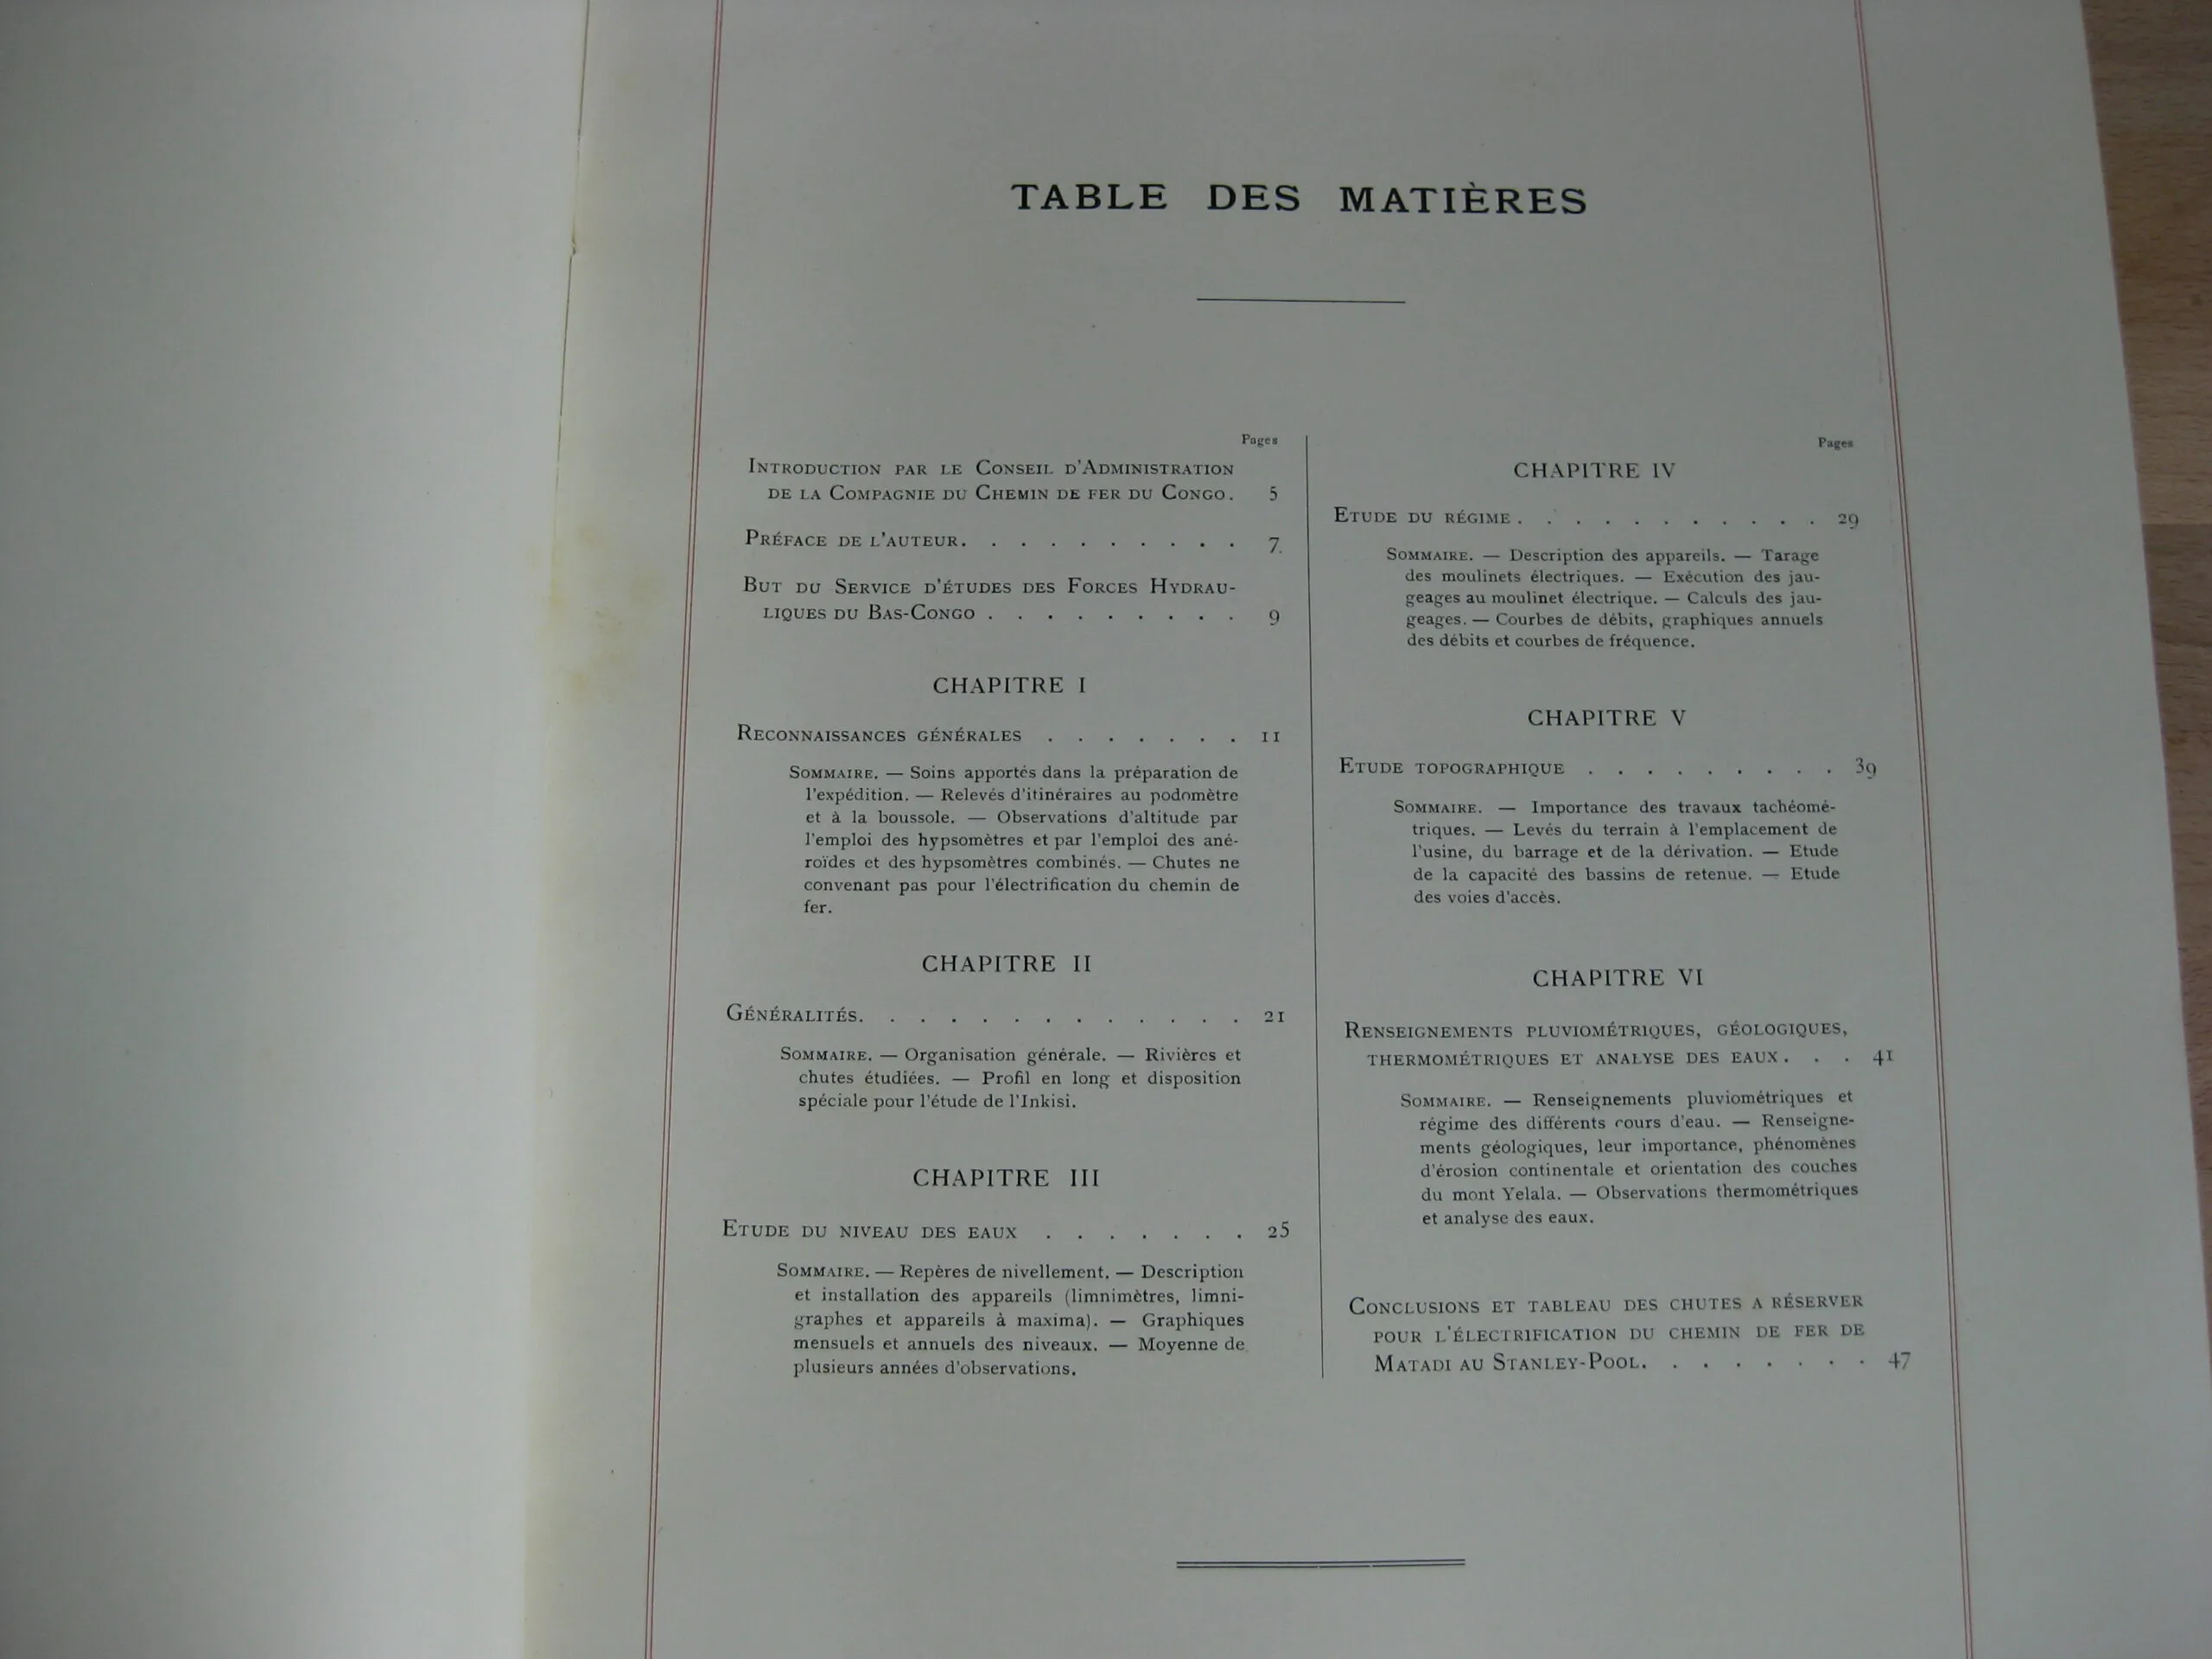 TABLE DES MATIÈRES
Pages
INTRODUCTION PAR LE CONSEIL D'ADMINISTRATION
DE LA COMPAGNIE DU CHEMIN DE FER DU CONGO. 5
PRÉFACE DE L'AUTEUR. . . . . . . . . . 7.
BUT DU SERVICE D'ÉTUDES DES FORCES HYDRAU-
LIQUES DU BAS-CONGO . . . . . . . . . 9
CHAPITRE I
RECONNAISSANCES GÉNÉRALES . . . . . . . 11
SOMMAIRE. — Soins apportés dans la préparation de
l'expédition. — Relevés d'itinéraires au podomètre
et à la boussole. — Observations d'altitude par
l'emploi des hypsomètres et par l'emploi des ané-
roïdes et des hypsomètres combinés. — Chutes ne
convenant pas pour l'électrification du chemin de
fer.
CHAPITRE II
GÉNÉRALITÉS. . . . . . . . . . . . . 21
SOMMAIRE. — Organisation générale. — Rivières et
chutes étudiées. — Profil en long et disposition
spéciale pour l'étude de l'Inkisi.
CHAPITRE III
ETUDE DU NIVEAU DES EAUX . . . . . . . 25
SOMMAIRE. — Repères de nivellement. — Description
et installation des appareils (limnimètres, limni-
graphes et appareils à maxima). — Graphiques
mensuels et annuels des niveaux. — Moyenne de
plusieurs années d'observations.
Pages
CHAPITRE IV
ETUDE DU RÉGIME . . . . . . . . . . . 29
SOMMAIRE. — Description des appareils. — Tarage
des moulinets électriques. — Exécution des jau-
geages au moulinet électrique. — Calculs des jau-
geages. — Courbes de débits, graphiques annuels
des débits et courbes de fréquence.
CHAPITRE V
ETUDE TOPOGRAPHIQUE . . . . . . . . . 39
SOMMAIRE. — Importance des travaux tachéomé-
triques. — Levés du terrain à l'emplacement de
l'usine, du barrage et de la dérivation. — Etude
de la capacité des bassins de retenue. — Etude
des voies d'accès.
CHAPITRE VI
RENSEIGNEMENTS PLUVIOMÉTRIQUES, GÉOLOGIQUES,
THERMOMÉTRIQUES ET ANALYSE DES EAUX . . . 41
SOMMAIRE. — Renseignements pluviométriques et
régime des différents cours d'eau. — Renseigne-
ments géologiques, leur importance, phénomènes
d'érosion continentale et orientation des couches
du mont Yelala. — Observations thermométriques
et analyse des eaux.
CONCLUSIONS ET TABLEAU DES CHUTES A RÉSERVER
POUR L'ÉLECTRIFICATION DU CHEMIN DE FER DE
MATADI AU STANLEY-POOL. . . . . . . . 47